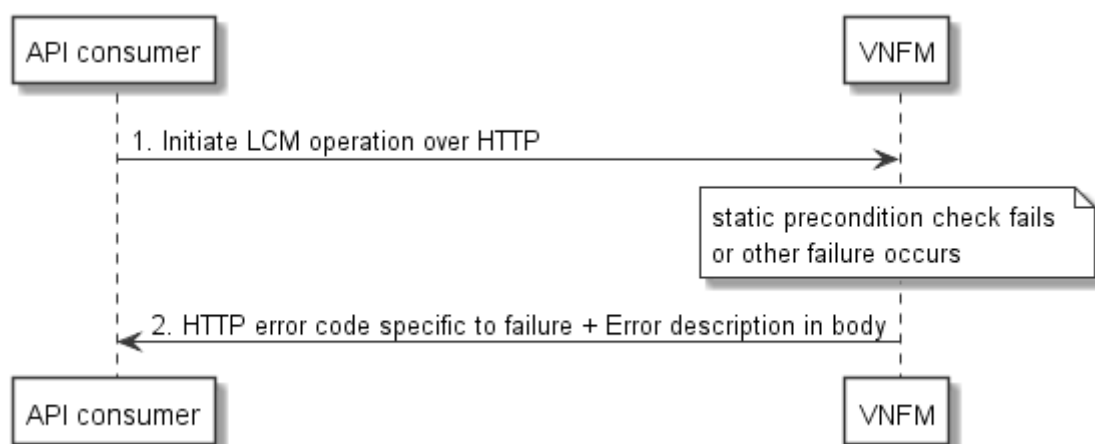 API consumer
VNFM
1. Initiate LCM operation over HTTP
static precondition check fails
or other failure occurs
2. HTTP error code specific to failure + Error description in body
API consumer
VNFM